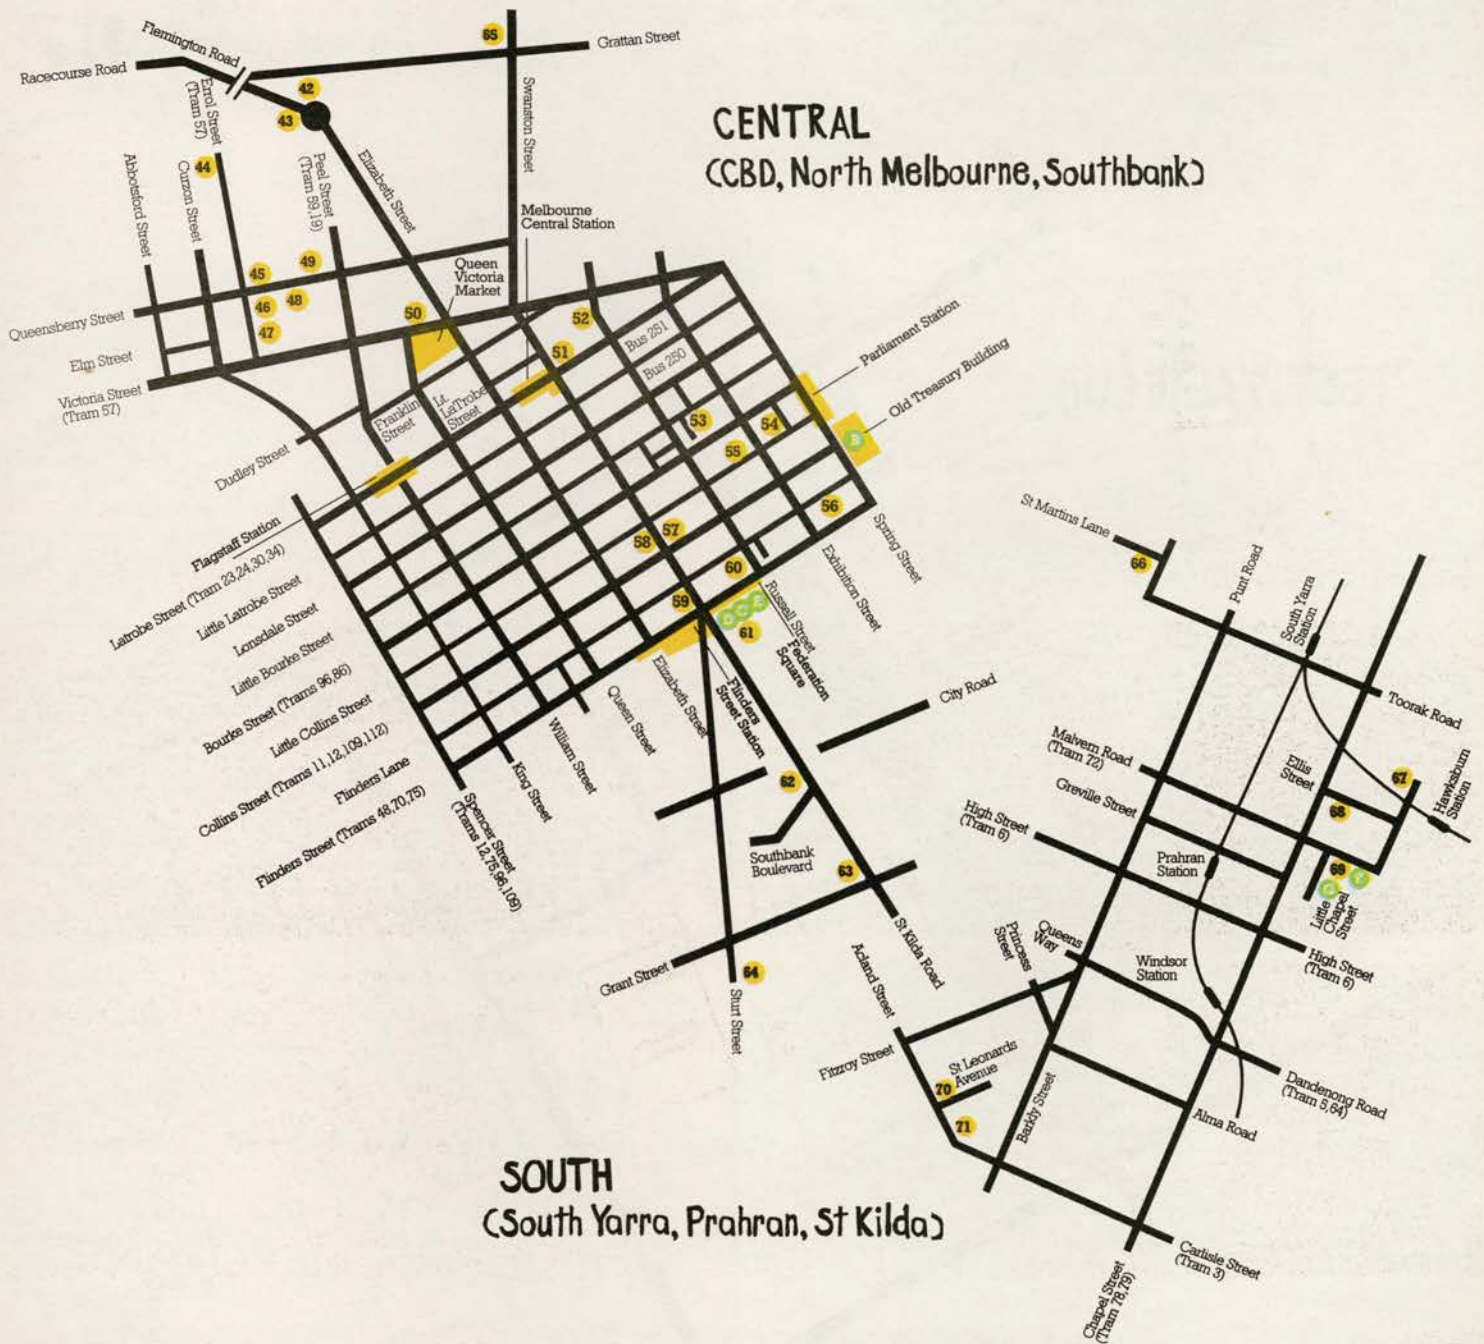 65
Grattan Street
Flemington Road
Racecourse Road
42
43
Errol Street
(Tram 57)
44
Swanston Street
CENTRAL
(CBD, North Melbourne, Southbank)
Abbotsford Street
Curzon Street
Peel Street
(Tram 59,19)
Elizabeth Street
Melbourne
Central Station
45
49
46
48
47
Queen
Victoria
Market
50
52
51
Queensberry Street
Elm Street
Victoria Street
(Tram 57)
Bus 251
Bus 250
Parliament Station
Old Treasury Building
B
Franklin
Street
Lt.
LaTrobe
Street
53
54
55
56
Dudley Street
Flagstaff Station
Latrobe Street (Tram 23,24,30,34)
Little Latrobe Street
Lonsdale Street
Little Bourke Street
Bourke Street (Trams 96,86)
Little Collins Street
Collins Street (Trams 11,12,109,112)
Flinders Lane
Flinders Street (Trams 48,70,75)
58
57
59
60
61
Spring Street
Exhibition Street
Russell Street
Federation
Square
Flinders
Street Station
Elizabeth Street
Queen Street
William Street
King Street
Spencer Street
(Trams 12,75,96,109)
City Road
62
Southbank
Boulevard
63
St Kilda Road
Grant Street
64
Sturt Street
St Martins Lane
66
Punt Road
South Yarra
Station
Toorak Road
Malvern Road
(Tram 72)
Greville Street
High Street
(Tram 6)
Ellis
Street
67
Hawksburn
Station
68
Prahran
Station
69
Little
Chapel
Street
High Street
(Tram 6)
Queens
Way
Princess
Street
Windsor
Station
Acland Street
Fitzroy Street
St Leonards
Avenue
70
71
Barkly Street
Dandenong Road
(Tram 5,64)
Alma Road
Carlisle Street
(Tram 3)
Chapel Street
(Tram 78,79)
SOUTH
(South Yarra, Prahran, St Kilda)